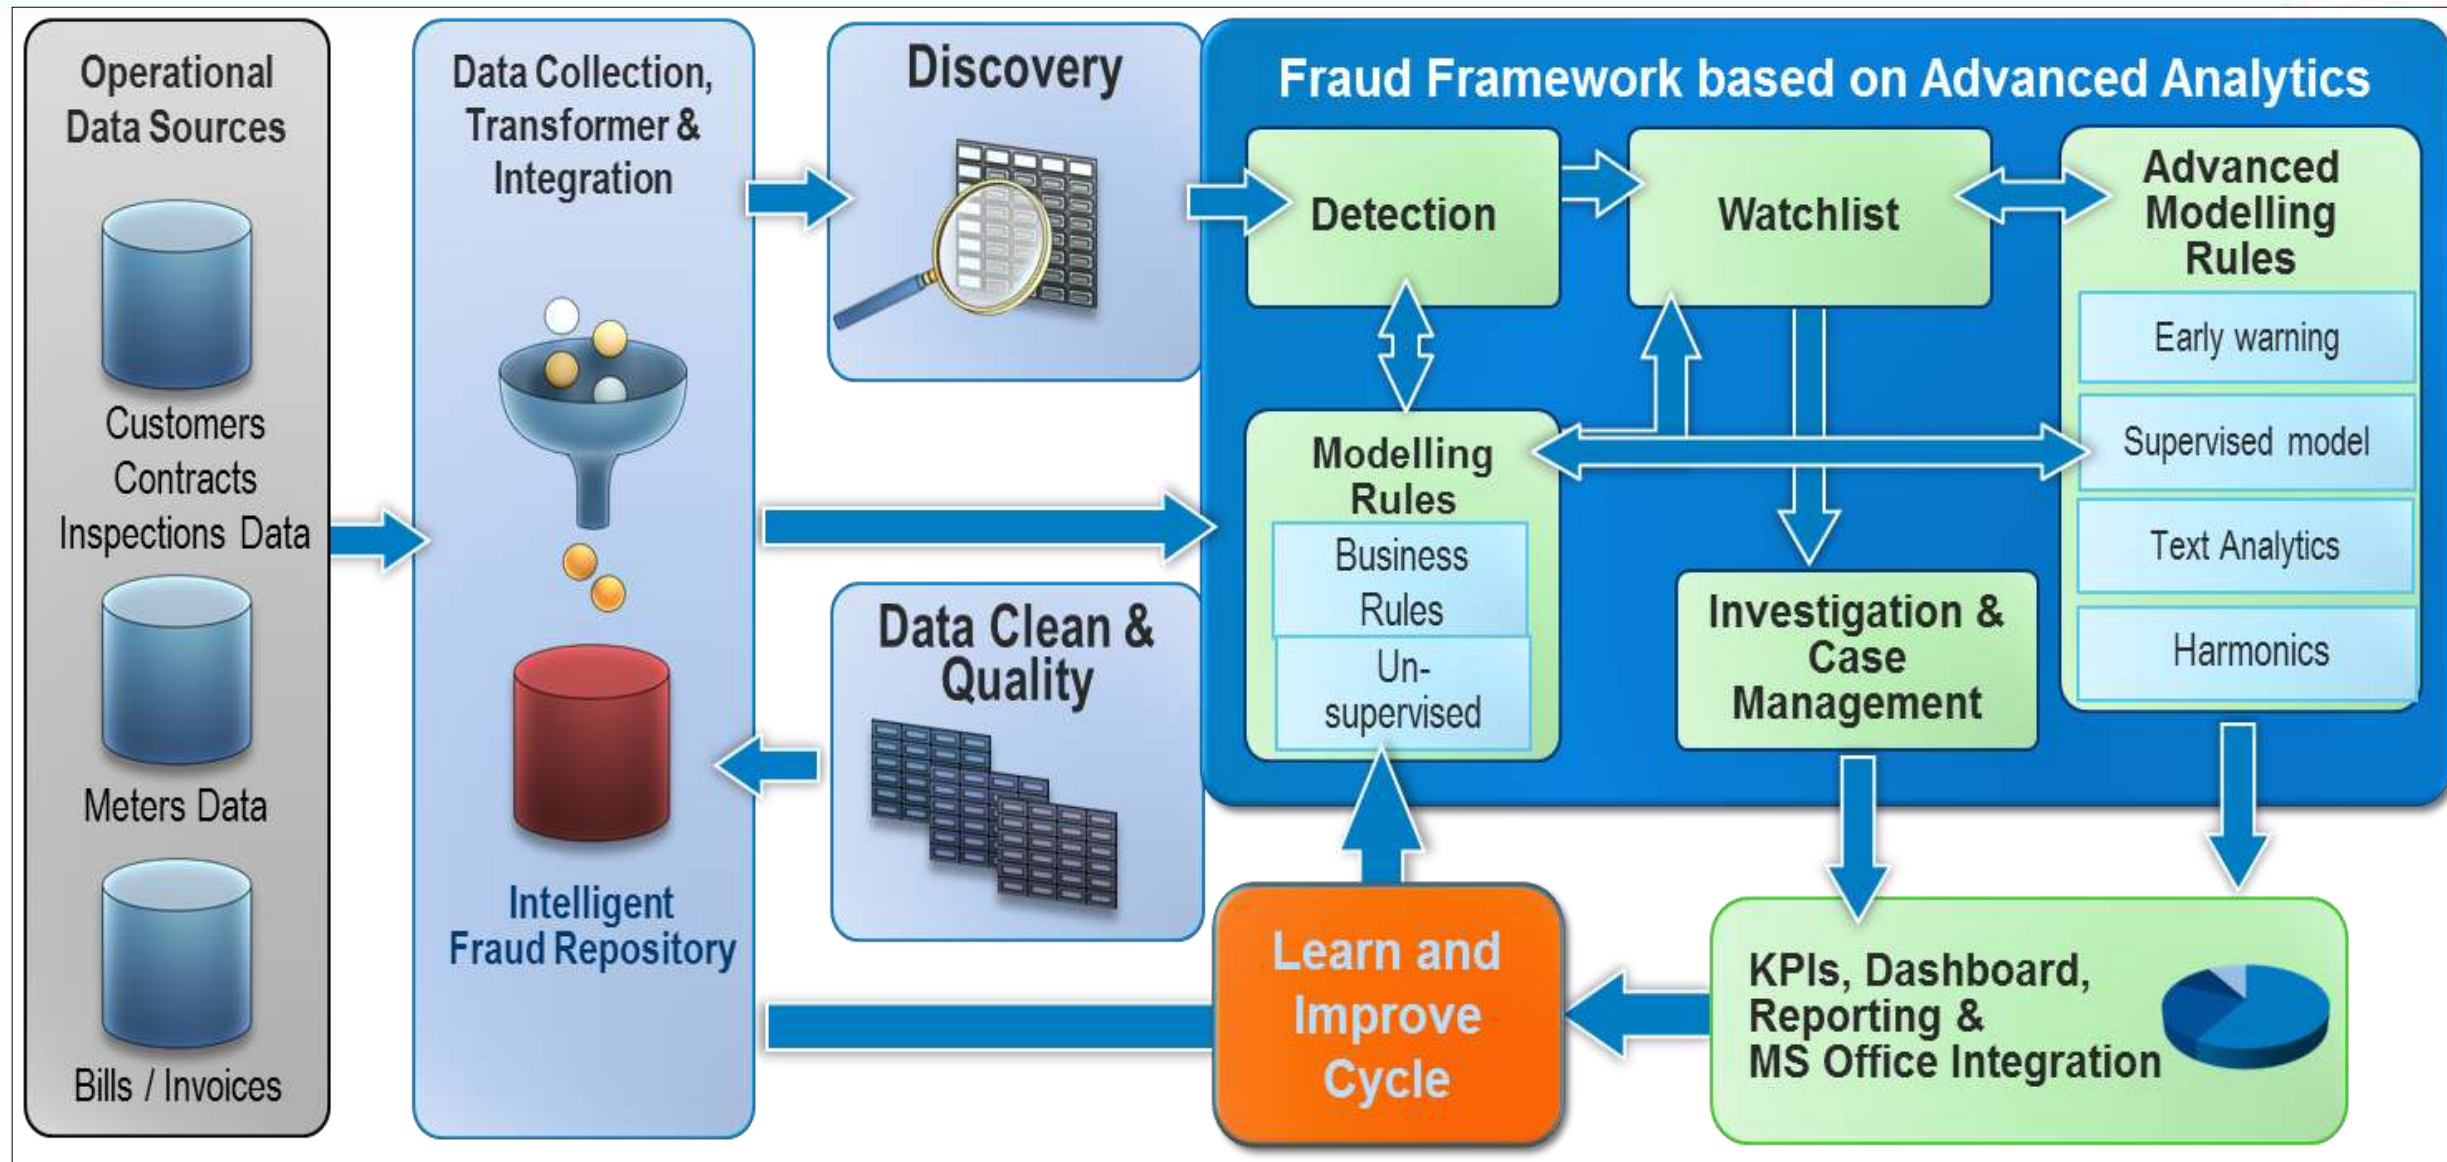 Operational
Data Sources
Customers
Contracts
Inspections Data
Meters Data
Bills / Invoices
Data Collection,
Transformer &
Integration
Intelligent
Fraud Repository
Discovery
Data Clean &
Quality
Fraud Framework based on Advanced Analytics
Detection
Watchlist
Advanced
Modelling
Rules
Early warning
Supervised model
Text Analytics
Harmonics
Modelling
Rules
Business
Rules
Un-
supervised
Investigation &
Case
Management
Learn and
Improve
Cycle
KPIs, Dashboard,
Reporting &
MS Office Integration